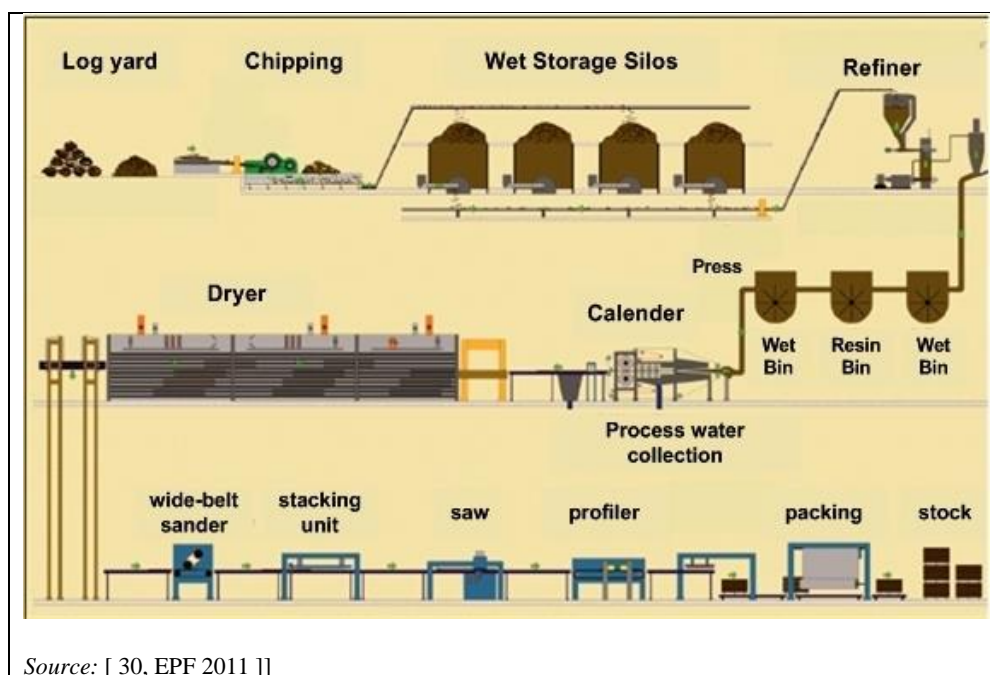 Log yard
Chipping
Wet Storage Silos
Refiner
Press
Dryer
Calender
Wet
Bin
Resin
Bin
Wet
Bin
Process water
collection
wide-belt
sander
stacking
unit
saw
profiler
packing
stock
Source: [ 30, EPF 2011 ]]